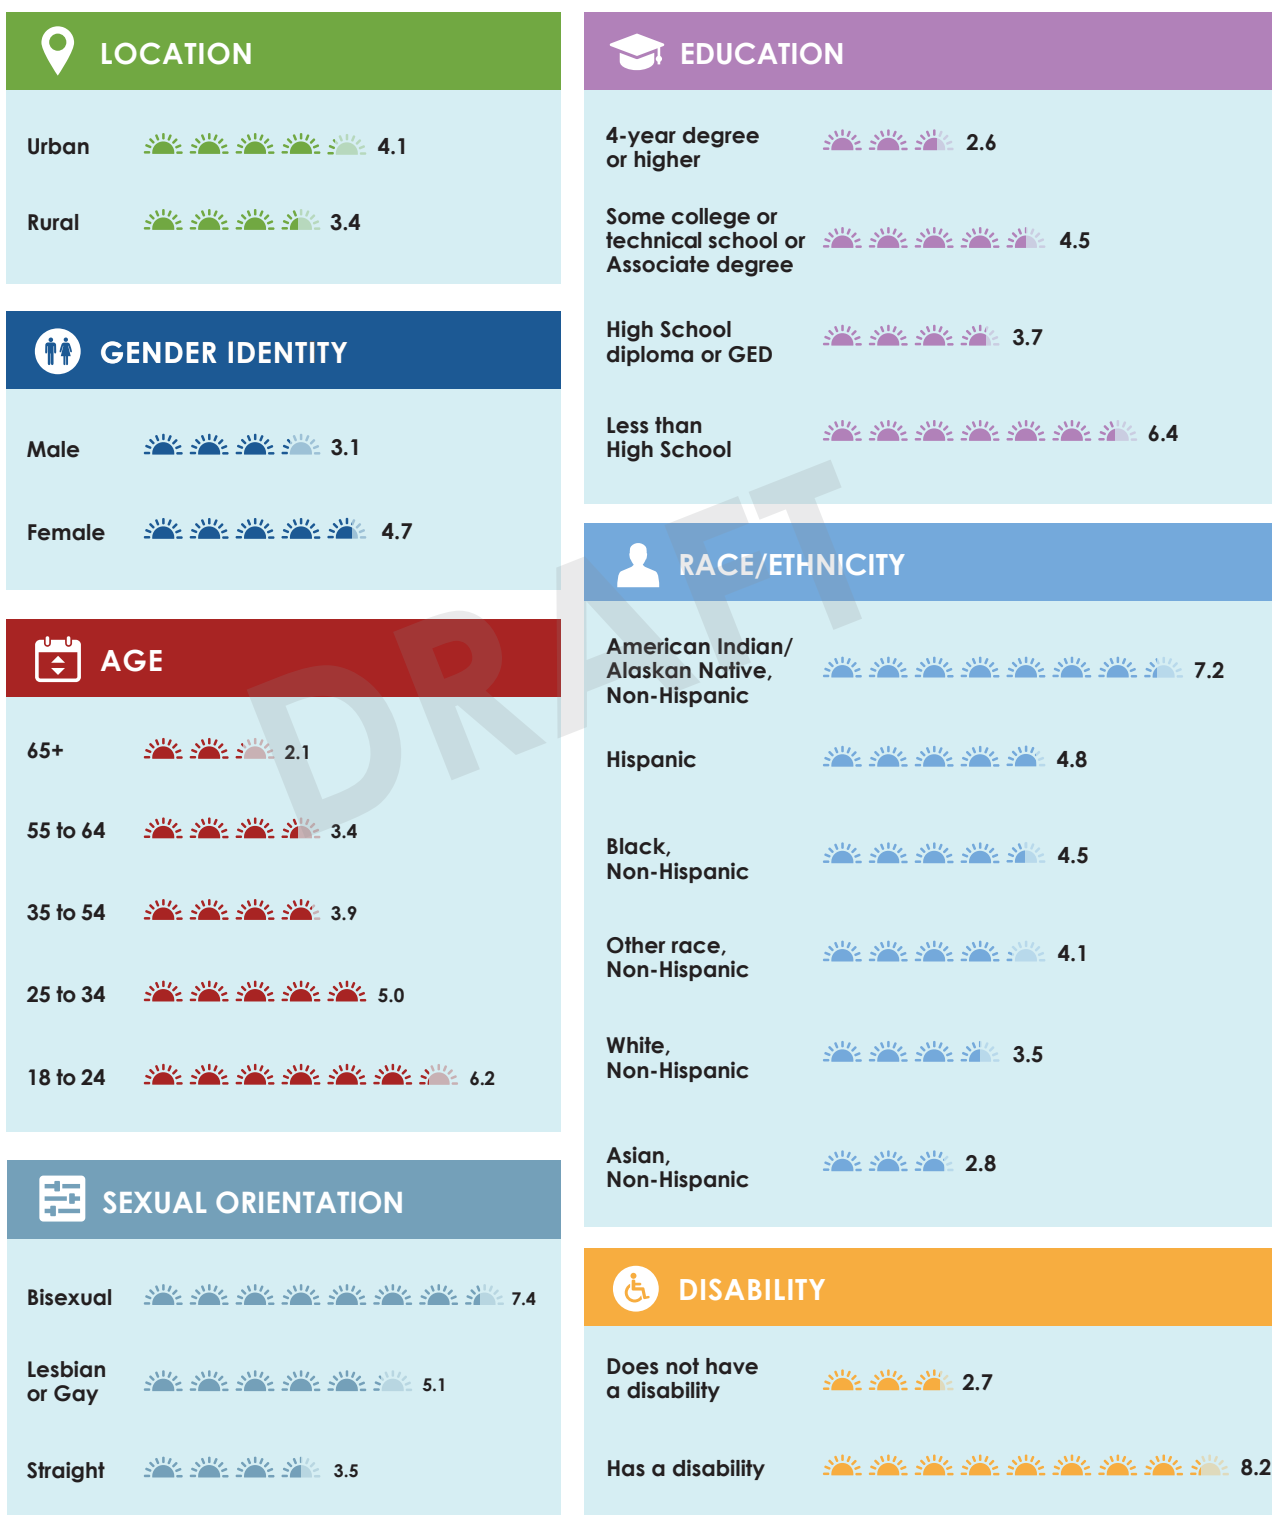 LOCATION
Urban 4.1
Rural 3.4
GENDER IDENTITY
Male 3.1
Female 4.7
AGE
65+ 2.1
55 to 64 3.4
35 to 54 3.9
25 to 34 5.0
18 to 24 6.2
SEXUAL ORIENTATION
Bisexual 7.4
Lesbian
or Gay 5.1
Straight 3.5
EDUCATION
4-year degree
or higher 2.6
Some college or
technical school or 4.5
Associate degree
High School
diploma or GED 3.7
Less than
High School 6.4
RACE/ETHNICITY
American Indian/
Alaskan Native, 7.2
Non-Hispanic
Hispanic 4.8
Black,
Non-Hispanic 4.5
Other race,
Non-Hispanic 4.1
White,
Non-Hispanic 3.5
Asian,
Non-Hispanic 2.8
DISABILITY
Does not have
a disability 2.7
Has a disability 8.2
DRAFT